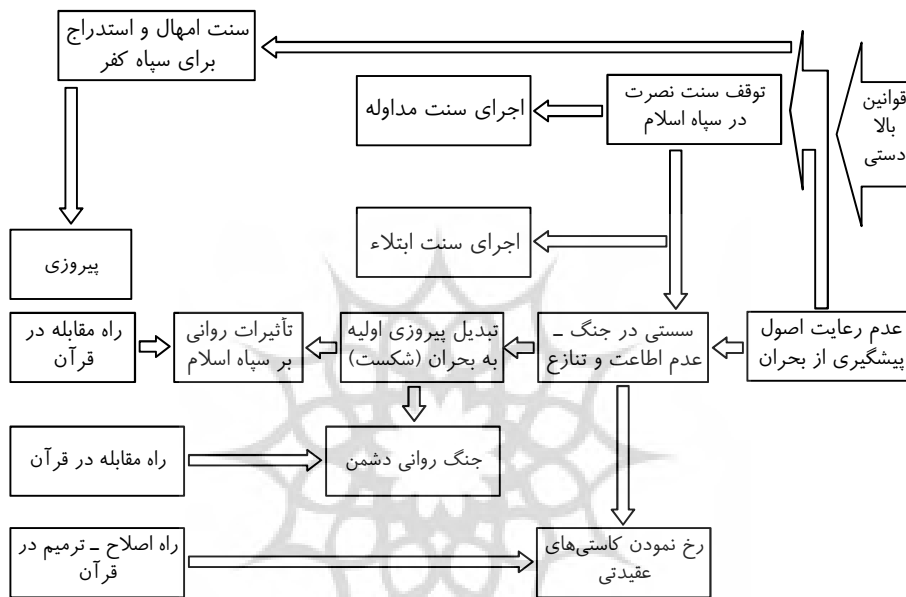 سنت امهال و استدراج
برای سپاه کفر
قوانین
بالا
دستی
توقف سنت نصرت
در سپاه اسلام
اجرای سنت مداوله
اجرای سنت ابتلاء
پیروزی
عدم رعایت اصول
پیشگیری از بحران
سستی در جنگ ـ
عدم اطاعت و تنازع
تبدیل پیروزی اولیه
به بحران (شکست)
تأثیرات روانی
بر سپاه اسلام
راه مقابله در
قرآن
جنگ روانی دشمن
راه مقابله در قرآن
رخ نمودن کاستی‌های
عقیدتی
راه اصلاح ـ ترمیم در
قرآن